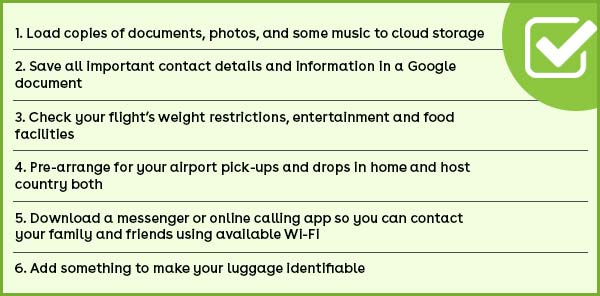 1. Load copies of documents, photos, and some music to cloud storage
2. Save all important contact details and information in a Google
document
3. Check your flight's weight restrictions, entertainment and food
facilities
4. Pre-arrange for your airport pick-ups and drops in home and host
country both
5. Download a messenger or online calling app so you can contact
your family and friends using available Wi-Fi
6. Add something to make your luggage identifiable